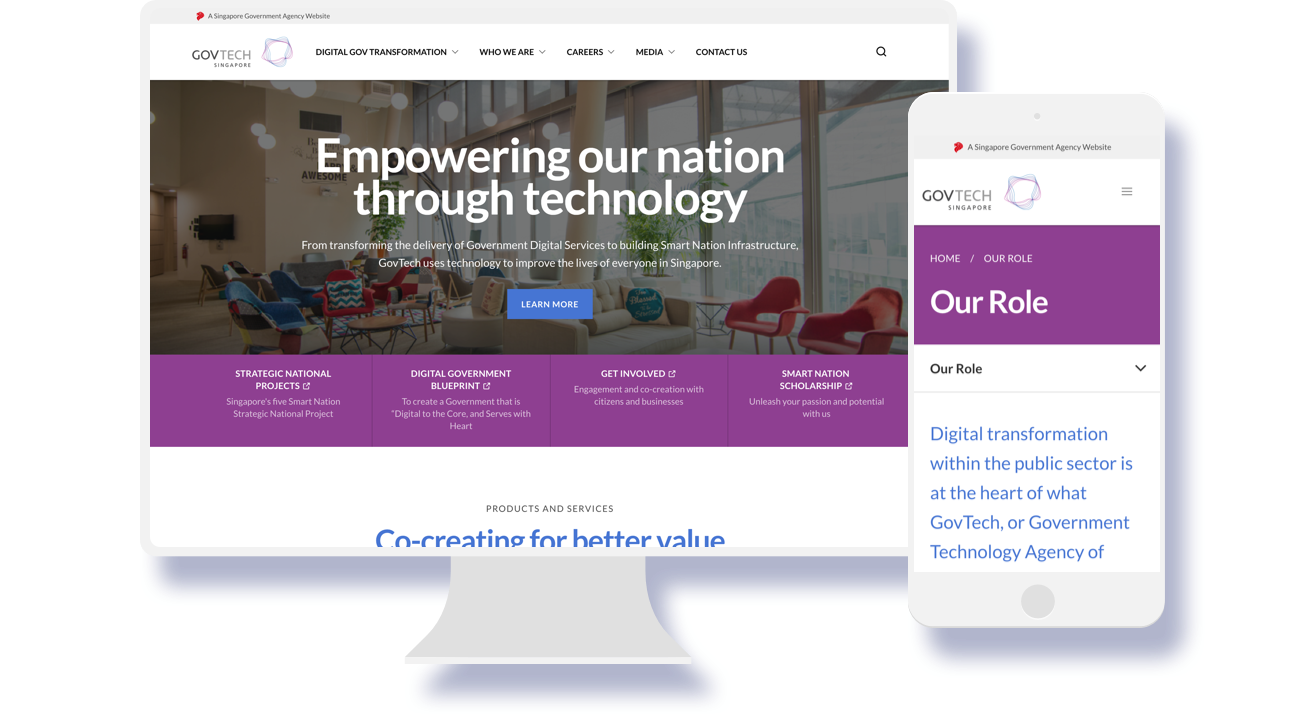 A Singapore Government Agency Website
GOVTECH
SINGAPORE
DIGITAL GOV TRANSFORMATION
WHO WE ARE
CAREERS
MEDIA
CONTACT US
Empowering our nation
through technology
AWESOME
From transforming the delivery of Government Digital Services to building Smart Nation Infrastructure,
GovTech uses technology to improve the lives of everyone in Singapore.
LEARN MORE
STRATEGIC NATIONAL
PROJECTS
Singapore's five Smart Nation
Strategic National Project
DIGITAL GOVERNMENT
BLUEPRINT
To create a Government that is
"Digital to the Core, and Serves with
Heart
GET INVOLVED
Engagement and co-creation with
citizens and businesses
SMART NATION
SCHOLARSHIP
Unleash your passion and potential
with us
PRODUCTS AND SERVICES
Co-creating for better value
A Singapore Government Agency Website
GOVTECH
SINGAPORE
HOME / OUR ROLE
Our Role
Our Role
Digital transformation
within the public sector is
at the heart of what
GovTech, or Government
Technology Agency of